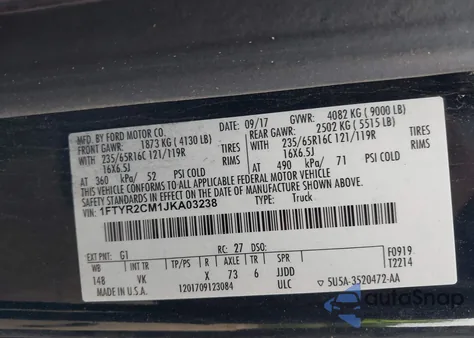 MFD. BY FORD MOTOR CO. DATE: 09/17 GVWR: 4082 KG ( 9000 LB)
FRONT GAWR: 1873 KG ( 4130 LB) REAR GAWR: 2502 KG ( 5515 LB)
WITH 235/65R16C 121/119R TIRES WITH 235/65R16C 121/119R TIRES
16X6.5J RIMS 16X6.5J RIMS
AT 360 kPa/ 52 PSI COLD AT 490 kPa/ 71 PSI COLD
THIS VEHICLE CONFORMS TO ALL APPLICABLE FEDERAL MOTOR VEHICLE
SAFETY STANDARDS IN EFFECT ON THE DATE OF MANUFACTURE SHOWN ABOVE.
VIN: 1FTYR2CM1JKA03238 TYPE: Truck
EXT PNT: G1 RC: 27 DSO: F0919
WB INT TR TP/PS R AXLE TR SPR T2214
148 VK X 73 6 JJDD
MADE IN U.S.A. 1201709123084 ULC 5U5A-3520472-AA
autoSnap